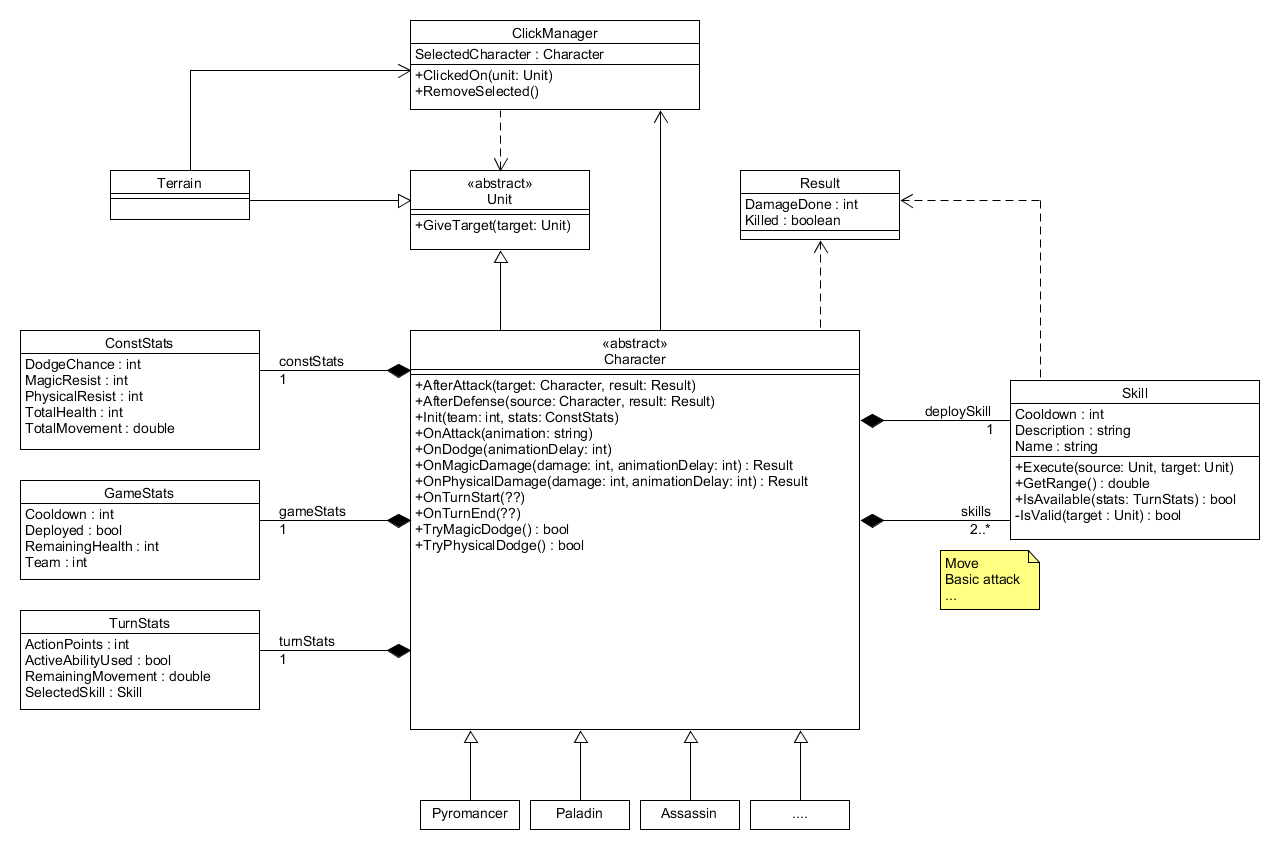 ClickManager
SelectedCharacter : Character
+ClickedOn(unit: Unit)
+RemoveSelected()
Terrain
«abstract»
Unit
+GiveTarget(target: Unit)
Result
DamageDone : int
Killed : boolean
ConstStats
DodgeChance : int
MagicResist : int
PhysicalResist : int
TotalHealth : int
TotalMovement : double
constStats
1
GameStats
Cooldown : int
Deployed : bool
RemainingHealth : int
Team : int
gameStats
1
TurnStats
ActionPoints : int
ActiveAbilityUsed : bool
RemainingMovement : double
SelectedSkill : Skill
turnStats
1
«abstract»
Character
+AfterAttack(target: Character, result: Result)
+AfterDefense(source: Character, result: Result)
+Init(team: int, stats: ConstStats)
+OnAttack(animation: string)
+OnDodge(animationDelay: int)
+OnMagicDamage(damage: int, animationDelay: int) : Result
+OnPhysicalDamage(damage: int, animationDelay: int) : Result
+OnTurnStart(??)
+OnTurnEnd(??)
+TryMagicDodge() : bool
+TryPhysicalDodge() : bool
deploySkill
1
skills
2..*
Skill
Cooldown : int
Description : string
Name : string
+Execute(source: Unit, target: Unit)
+GetRange() : double
+IsAvailable(stats: TurnStats) : bool
-IsValid(target : Unit) : bool
Move
Basic attack
...
Pyromancer
Paladin
Assassin
....